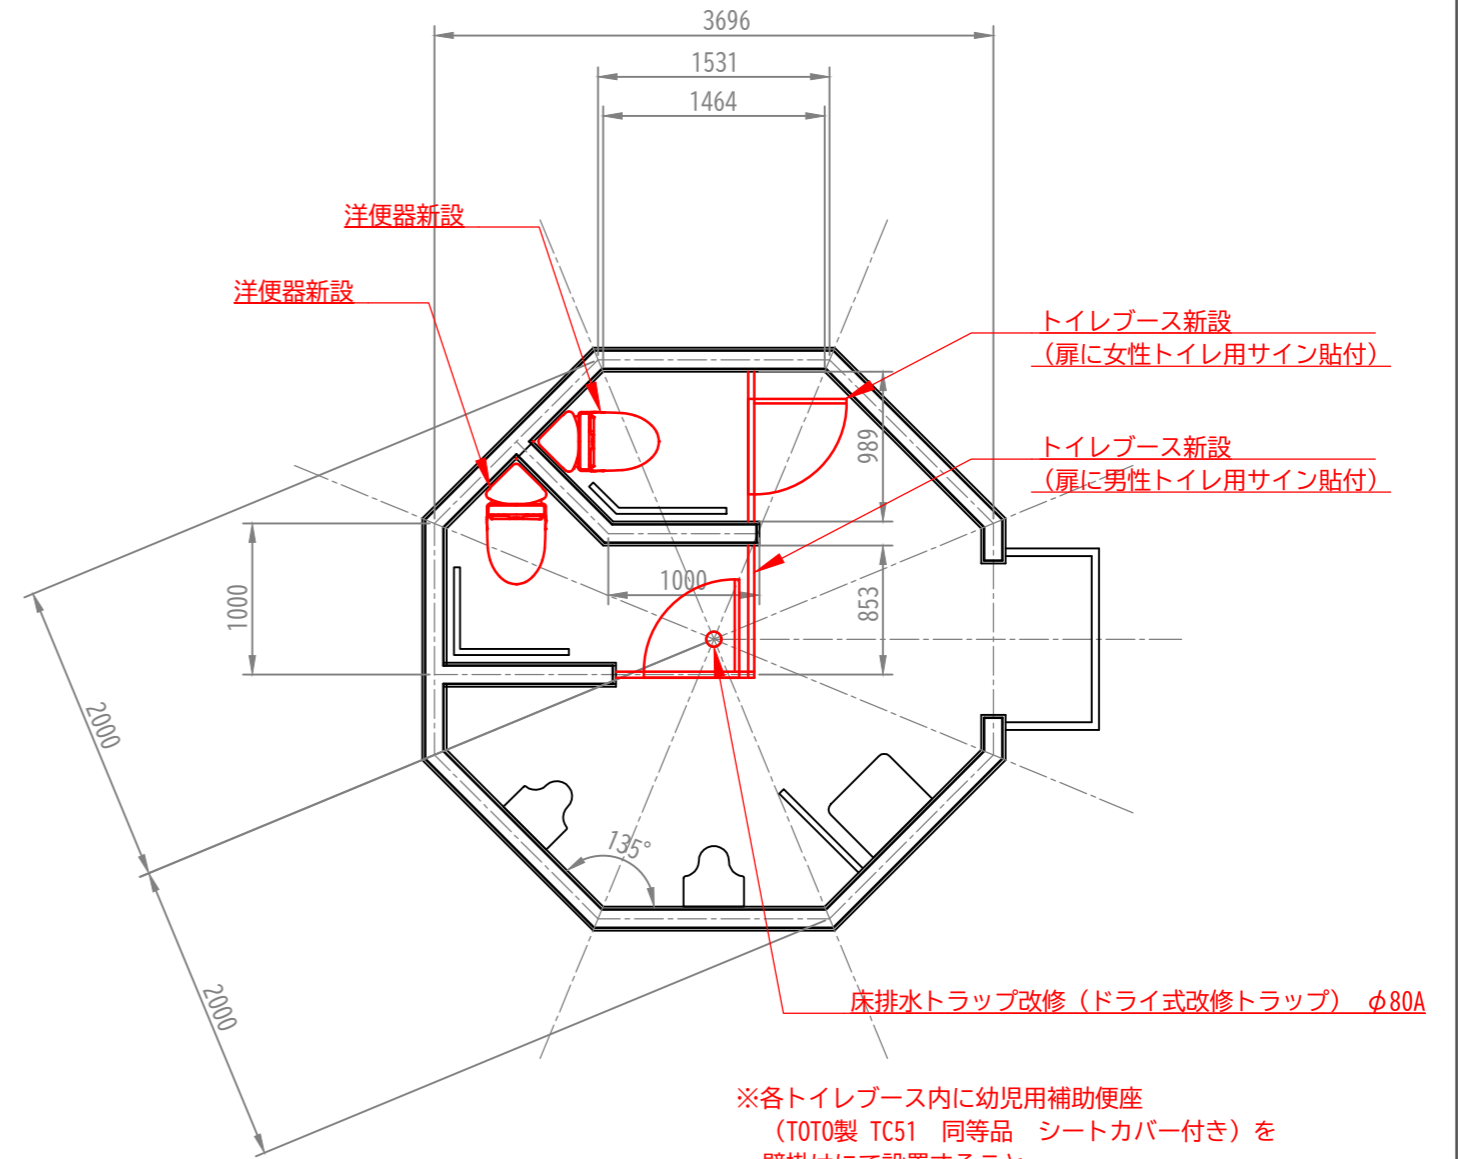 3696
1531
1464
洋便器新設
洋便器新設
トイレブース新設
（扉に女性トイレ用サイン貼付）
トイレブース新設
（扉に男性トイレ用サイン貼付）
989
1000
853
1000
2000
135°
2000
床排水トラップ改修（ドライ式改修トラップ） φ80A
※各トイレブース内に幼児用補助便座
（TOTO製 TC51 同等品 シートカバー付き）を